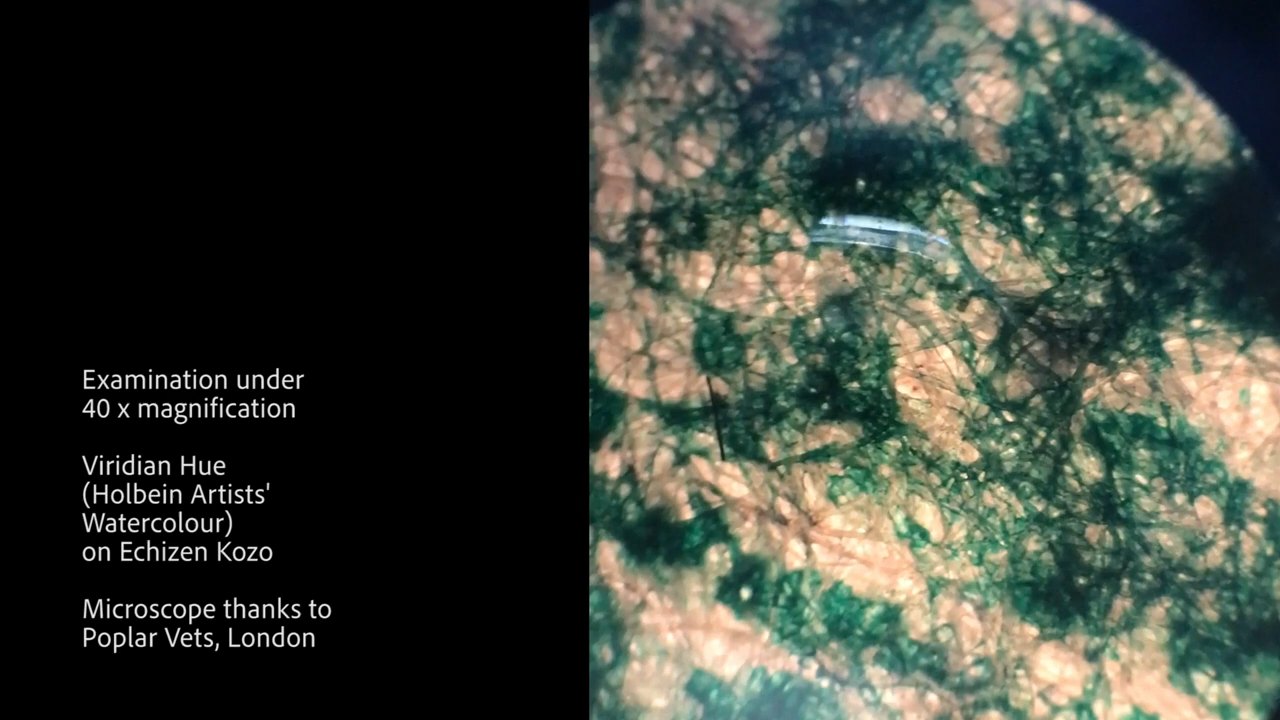 Examination under
40 x magnification
Viridian Hue
(Holbein Artists'
Watercolour)
on Echizen Kozo
Microscope thanks to
Poplar Vets, London